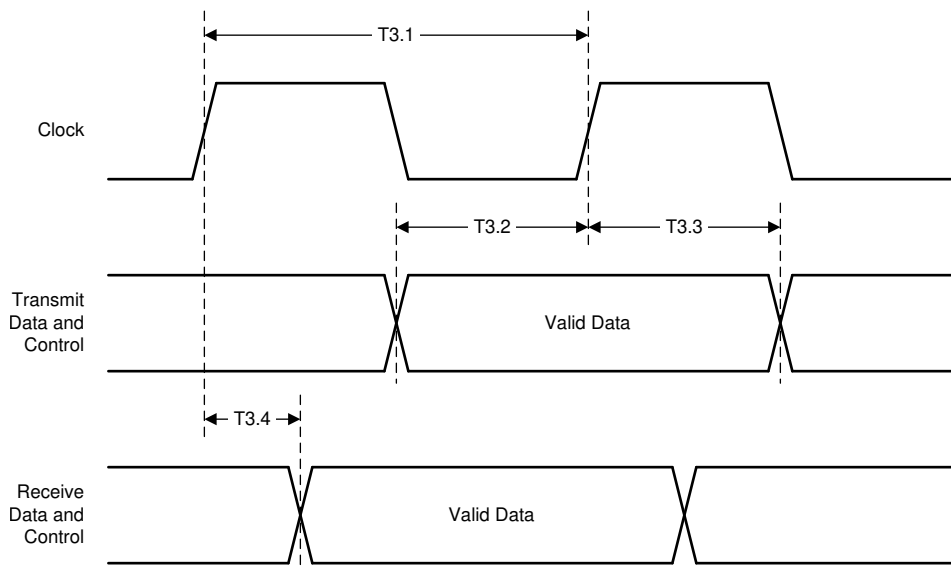 T3.1
Clock
T3.2
T3.3
Transmit
Data and
Control
Valid Data
T3.4
Receive
Data and
Control
Valid Data